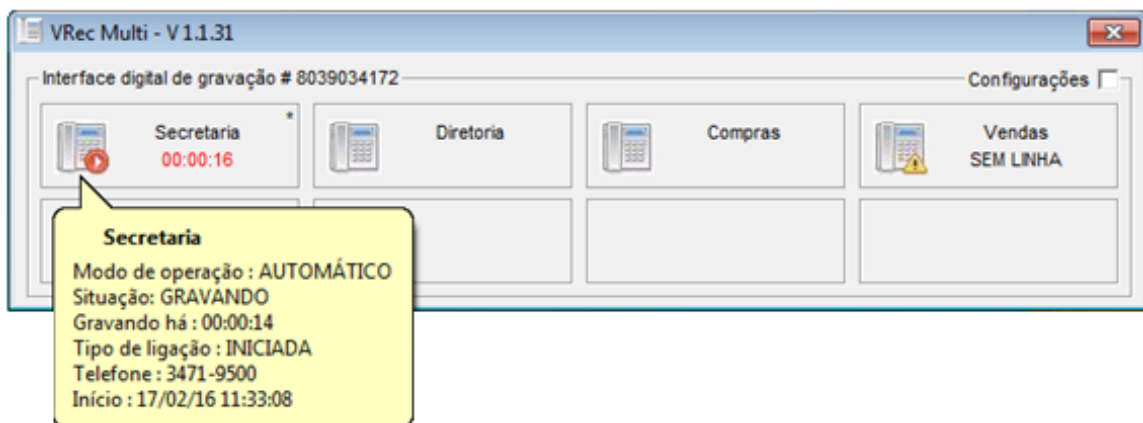 VRec Multi - V 1.1.31
Interface digital de gravação # 8039034172
Configurações
Secretaria
*
00:00:16
Diretoria
Compras
Vendas
SEM LINHA
Secretaria
Modo de operação : AUTOMÁTICO
Situação: GRAVANDO
Gravando há : 00:00:14
Tipo de ligação : INICIADA
Telefone : 3471-9500
Início : 17/02/16 11:33:08